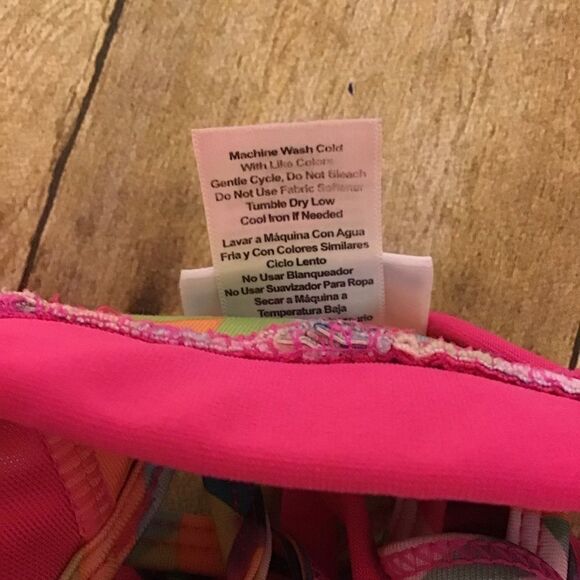 Machine Wash Cold
With Like Colors
Gentle Cycle, Do Not Bleach
Do Not Use Fabric Softener
Tumble Dry Low
Cool Iron If Needed
Lavar a Máquina Con Agua
Fria y Con Colores Similares
Ciclo Lento
No Usar Blanqueador
No Usar Suavizador Para Ropa
Secar a Máquina a
Temperatura Baja